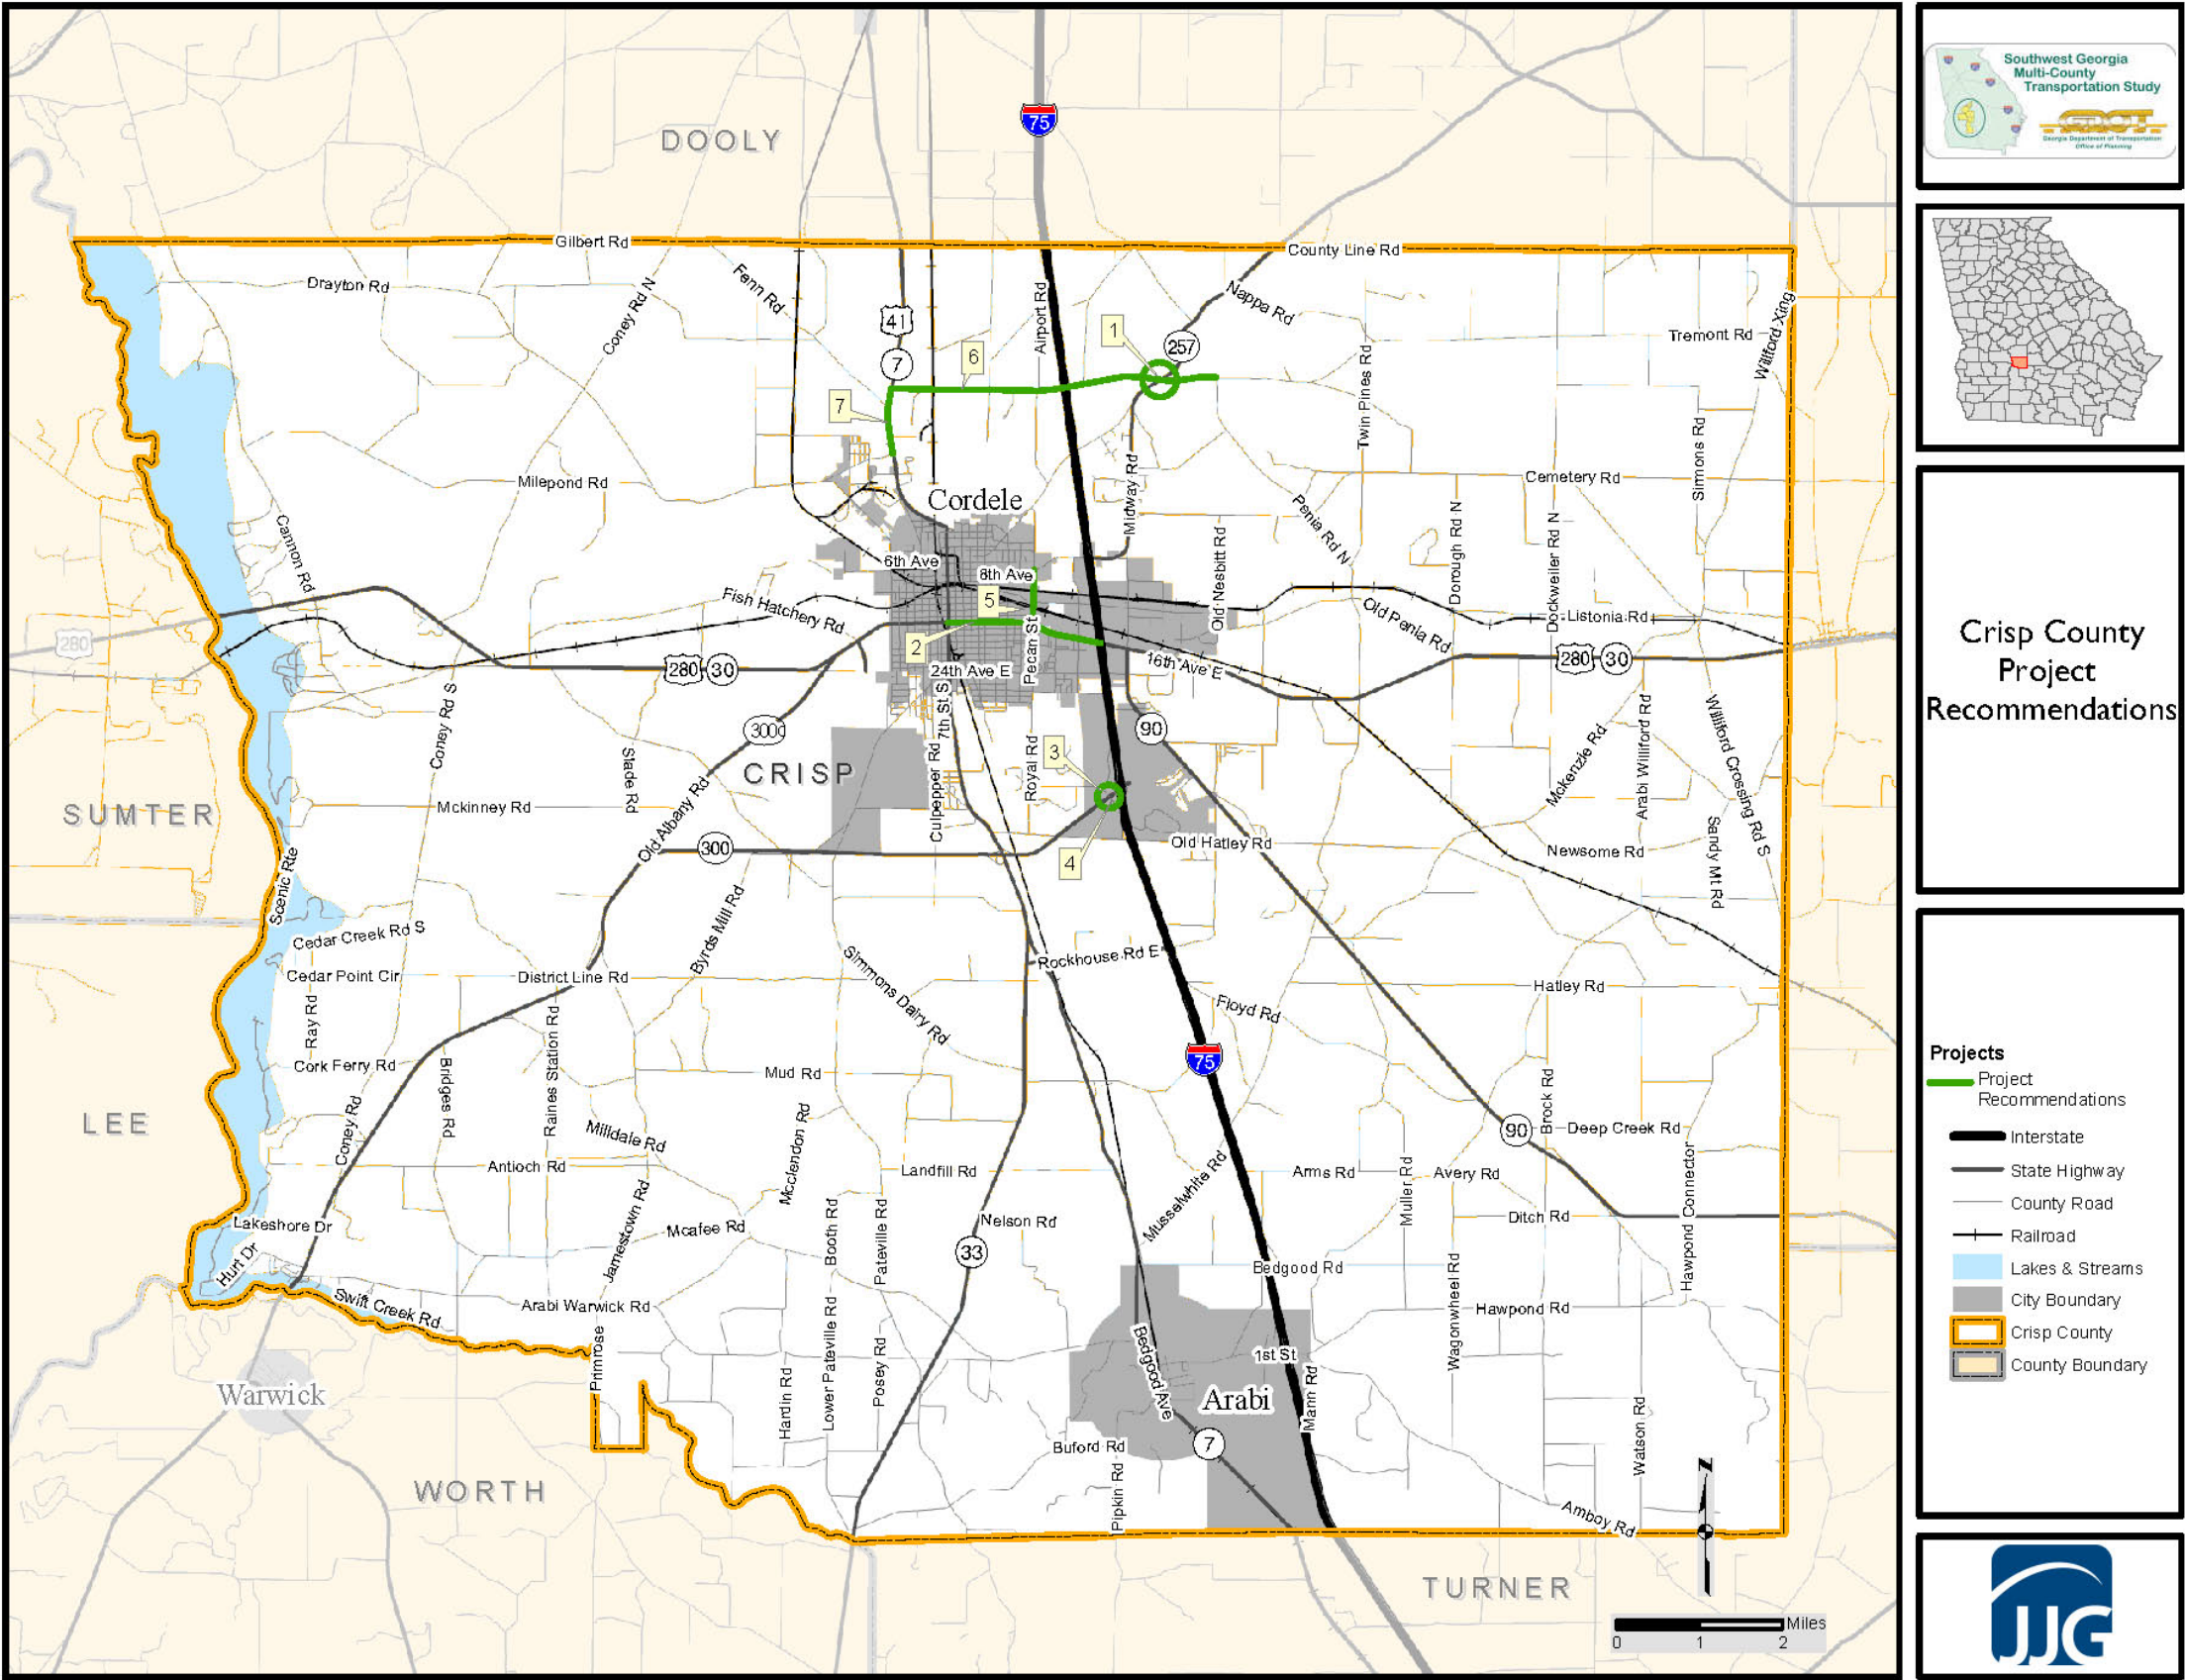 DOOLY
75
Gilbert Rd
County Line Rd
Drayton Rd
Coney Rd N
Fenn Rd
41
7
6
Airport Rd
1
257
Nappa Rd
Twin Pines Rd
Tremont Rd
Williford Xing
7
Simmons Rd
Milepond Rd
Cordele
Midway Rd
Cemetery Rd
Penia Rd N
Dorough Rd N
Dockweiler Rd N
Cannon Rd
6th Ave
8th Ave
Old Nesbitt Rd
Fish Hatchery Rd
5
Old Penia Rd
Listonia Rd
280
2
Pecan St
280
30
24th Ave E
16th Ave E
280
30
Coney Rd S
7th St S
300c
90
Slade Rd
CRISP
Culpepper Rd
Royal Rd
3
Mckenzie Rd
Arabi Williford Rd
Williford Crossing Rd S
SUMTER
Mckinney Rd
Old Albany Rd
300
4
Old Hatley Rd
Newsome Rd
Sandy Mt Rd
Scenic Rte
Byrds Mill Rd
Cedar Creek Rd S
Simmons Dairy Rd
Rockhouse Rd E
Cedar Point Cir
District Line Rd
Hatley Rd
Ray Rd
Raines Station Rd
Floyd Rd
75
Cork Ferry Rd
Bridges Rd
Mud Rd
LEE
Coney Rd
Milldale Rd
Mcclendon Rd
Brock Rd
90
Deep Creek Rd
Antioch Rd
Landfill Rd
Musselwhite Rd
Arms Rd
Muller Rd
Avery Rd
Hawpond Connector
Lakeshore Dr
Jamestown Rd
Mcafee Rd
Booth Rd
Pateville Rd
Nelson Rd
Ditch Rd
33
Hurt Dr
Bedgood Rd
Wagonwheel Rd
Swift Creek Rd
Arabi Warwick Rd
Hawpond Rd
Primrose
Lower Pateville Rd
Posey Rd
Bedgood Ave
1st St
Warwick
Hardin Rd
Arabi
Mann Rd
Watson Rd
Buford Rd
7
WORTH
Pipkin Rd
Amboy Rd
N
TURNER
Miles
0 1 2
Southwest Georgia
Multi-County
Transportation Study
GDOT
Georgia Department of Transportation
Office of Planning
Crisp County
Project
Recommendations
Projects
Project
Recommendations
Interstate
State Highway
County Road
Railroad
Lakes & Streams
City Boundary
Crisp County
County Boundary
JJG